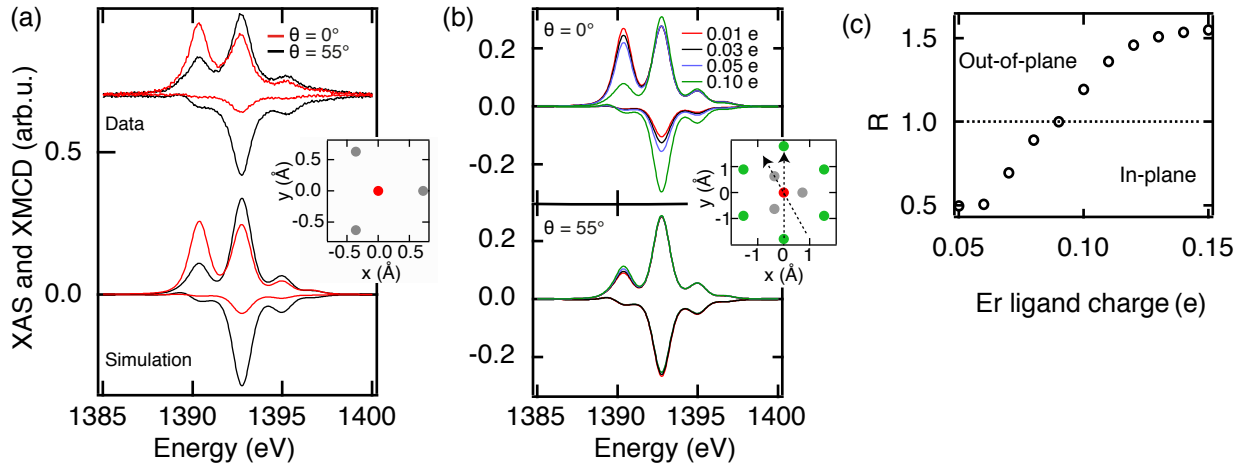 (a)
XAS and XMCD (arb.u.)
0.5
0.0
θ = 0°
θ = 55°
Data
Simulation
y (Å)
0.5
0.0
-0.5
-0.5 0.0 0.5
x (Å)
1385 1390 1395 1400
Energy (eV)
(b)
0.2
0.0
-0.2
θ = 0°
0.01 e
0.03 e
0.05 e
0.10 e
y (Å)
1
0
-1
-1 0 1
x (Å)
0.2
0.0
-0.2
θ = 55°
1385 1390 1395 1400
Energy (eV)
(c)
R
1.5
1.0
0.5
Out-of-plane
In-plane
0.05 0.10 0.15
Er ligand charge (e)